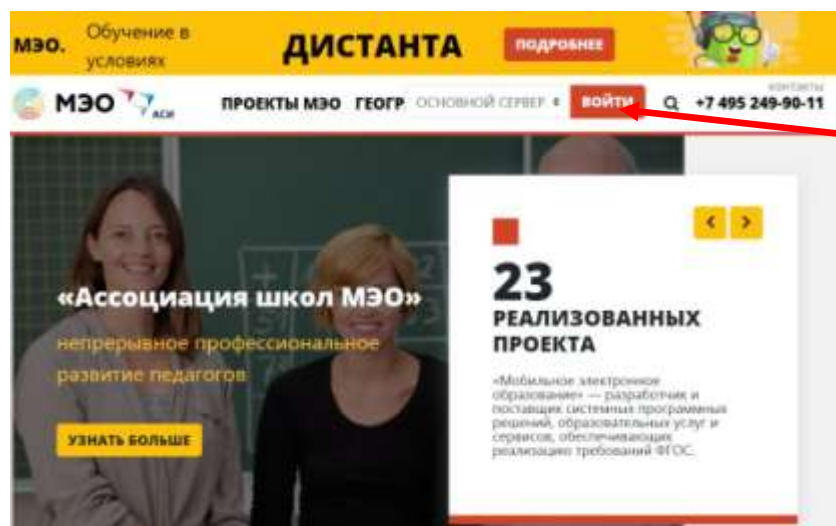 МЭО.
Обучение в
условиях
ДИСТАНТА
ПОДРОБНЕЕ
МЭО
АСИ
ПРОЕКТЫ МЭО ГЕОГР ОСНОВНОЙ СЕРВЕР ВОЙТИ
контакты
+7 495 249-90-11
«Ассоциация школ МЭО»
непрерывное профессиональное
развитие педагогов
УЗНАТЬ БОЛЬШЕ
23
РЕАЛИЗОВАННЫХ
ПРОЕКТА
«Мобильное электронное
образование» — разработчик и
поставщик системных программных
решений, образовательных услуг и
сервисов, обеспечивающих
реализацию требований ФГОС.